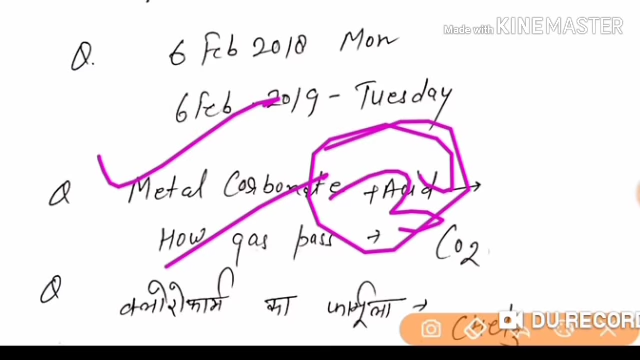 Made with KINEMASTER
Q. 6 Feb 2018 Mon
6 Feb 2019 - Tuesday
Q Metal Corbonate + Acid →
How gas pass → CO2
Q क्लोरोफार्म का फार्मूला →
DU RECORDER